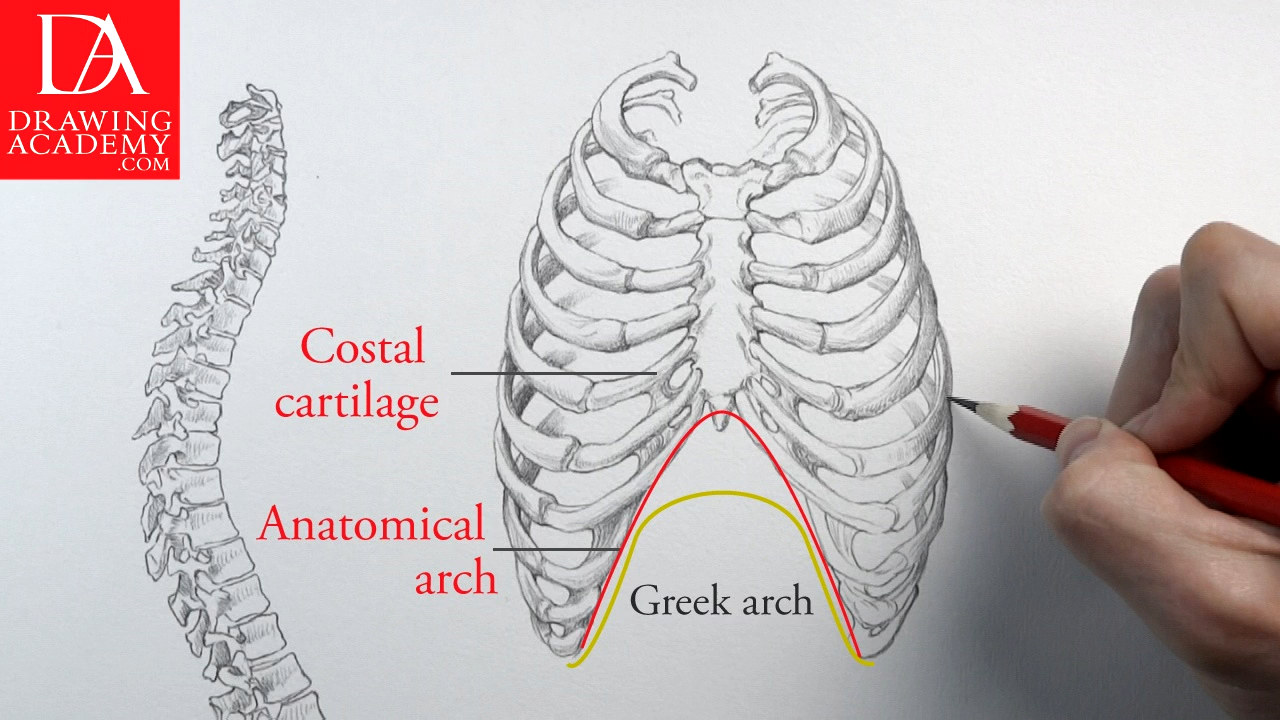 DA
DRAWING
ACADEMY
.COM
Costal
cartilage
Anatomical
arch
Greek arch